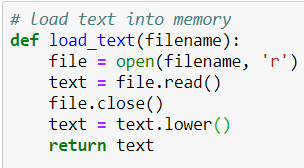 # load text into memory
def load_text(filename):
    file = open(filename, 'r')
    text = file.read()
    file.close()
    text = text.lower()
    return text